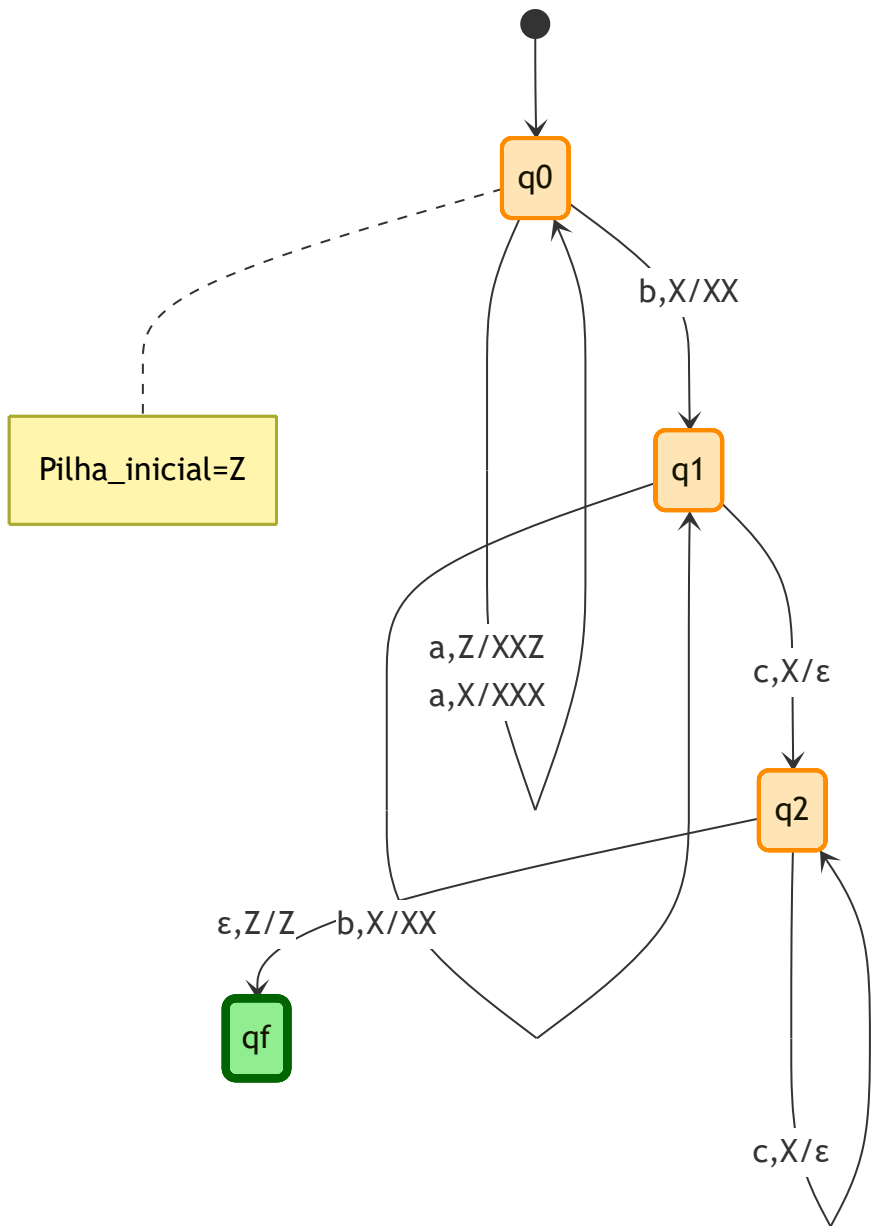 q0
b,X/XX
Pilha_inicial=Z
q1
a,Z/XXZ
a,X/XXX
c,X/ε
q2
ε,Z/Z
b,X/XX
qf
c,X/ε